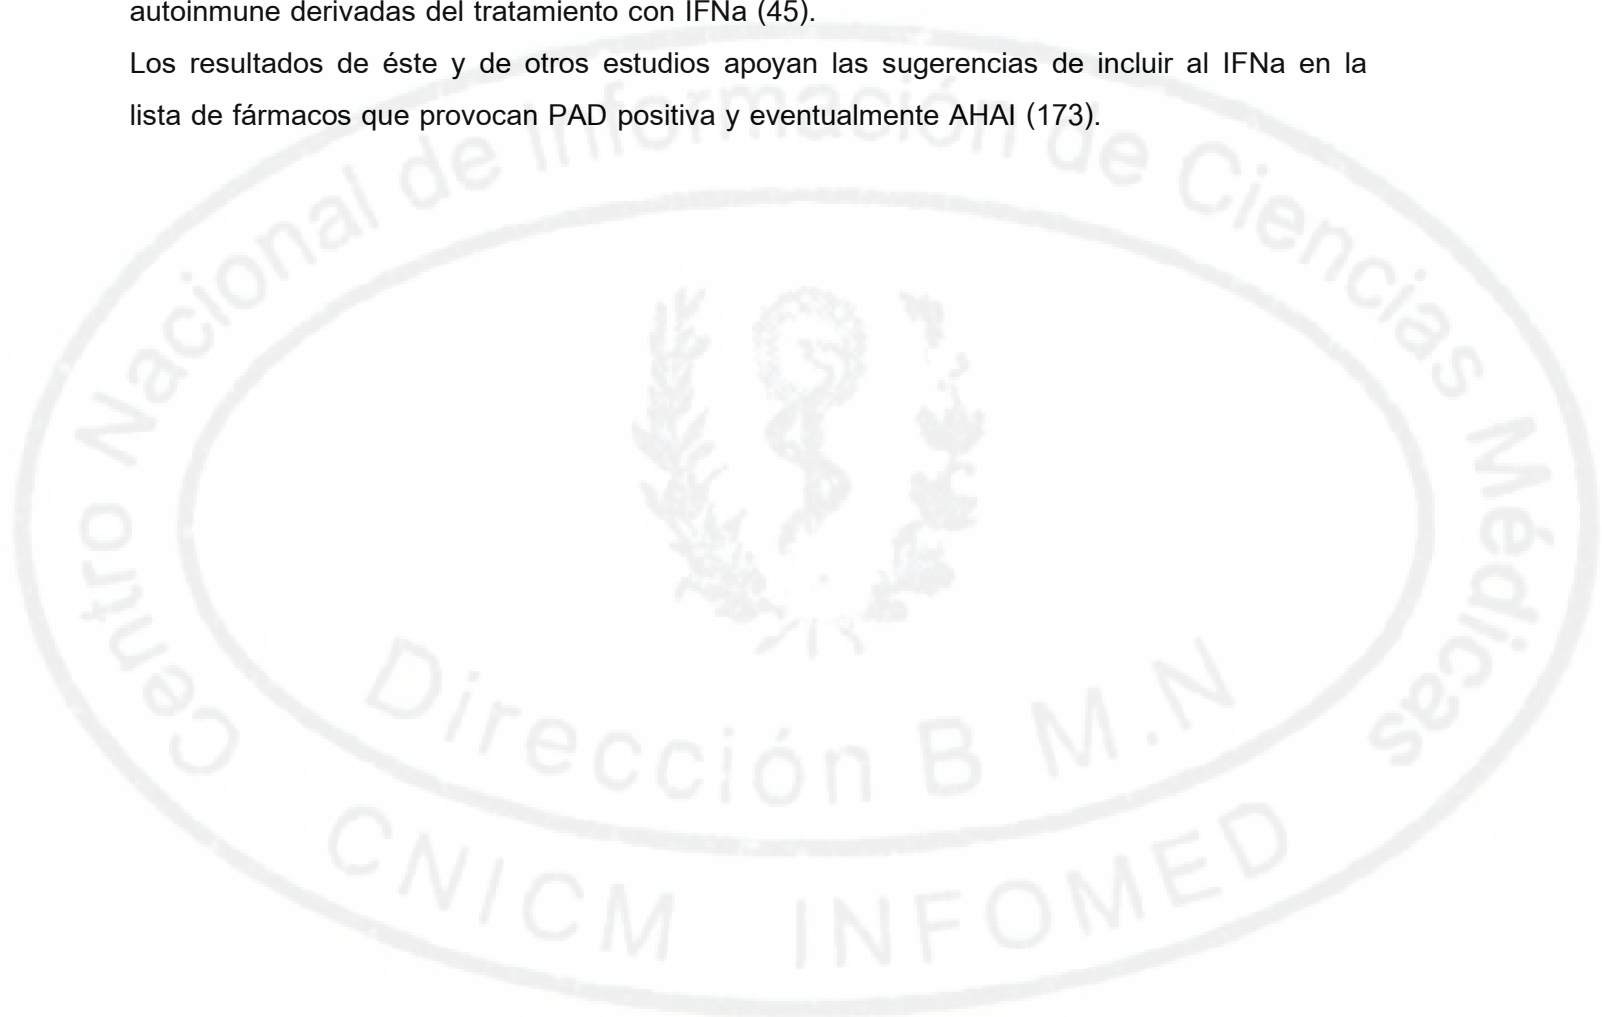 autoinmune derivadas del tratamiento con IFNa (45).
Los resultados de éste y de otros estudios apoyan las sugerencias de incluir al IFNa en la
lista de fármacos que provocan PAD positiva y eventualmente AHAI (173).
Centro Nacional de Información de Ciencias Médicas
Dirección B M.N
CNICM INFOMED